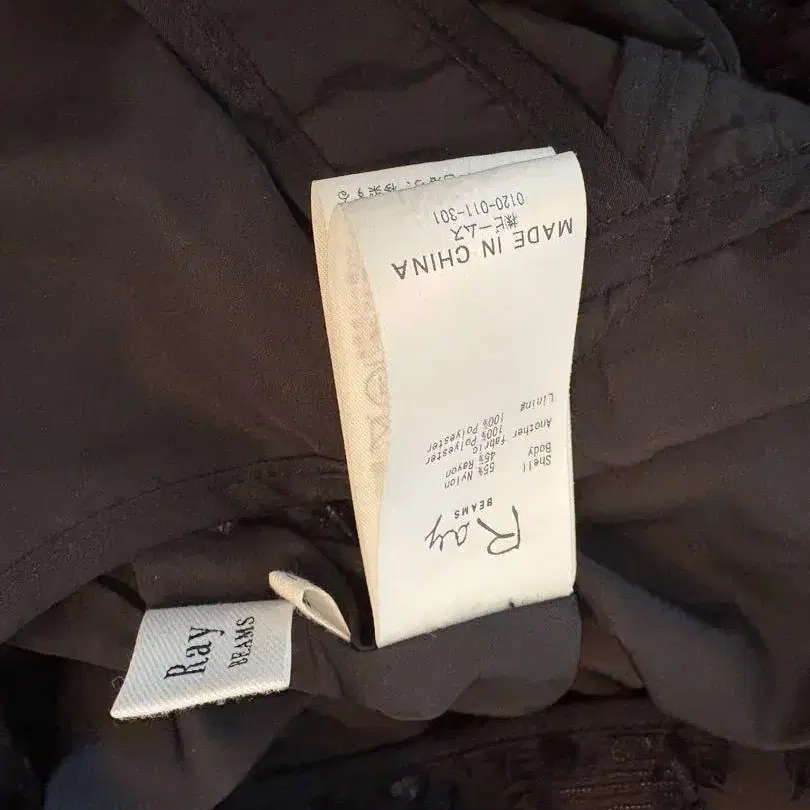 Ray
BEAMS
Shell 55% Nylon
Body 45% Rayon
Another fabric
100% Polyester
Lining 100% Polyester
MADE IN CHINA
㈱ビームス
0120-011-301
Ray
BEAMS